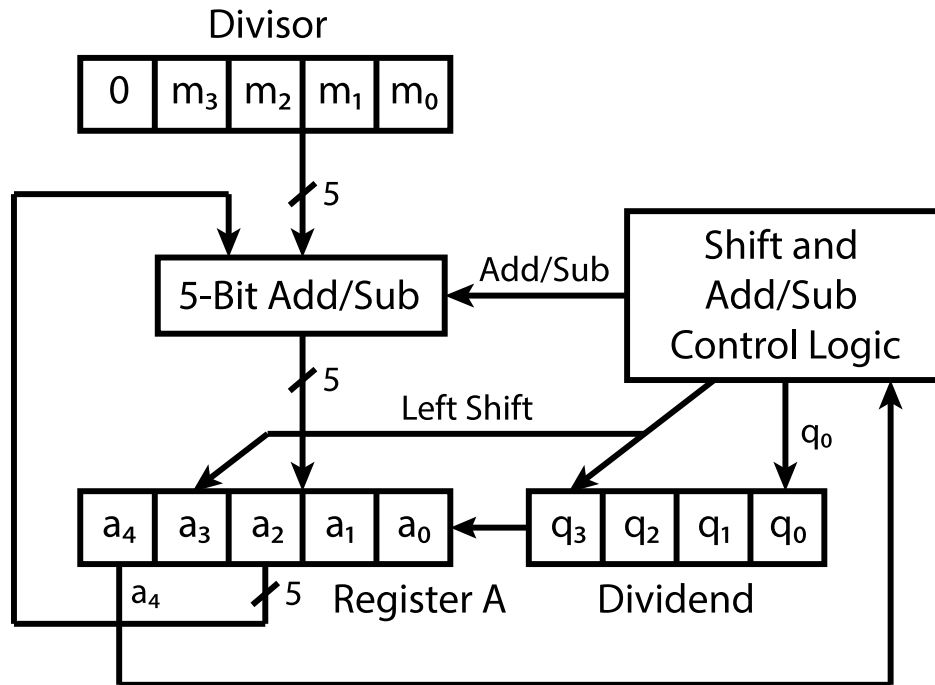 Divisor
0 m₃ m₂ m₁ m₀
5
5-Bit Add/Sub
Add/Sub
Shift and
Add/Sub
Control Logic
5
Left Shift
q₀
a₄ a₃ a₂ a₁ a₀
q₃ q₂ q₁ q₀
a₄
5
Register A
Dividend